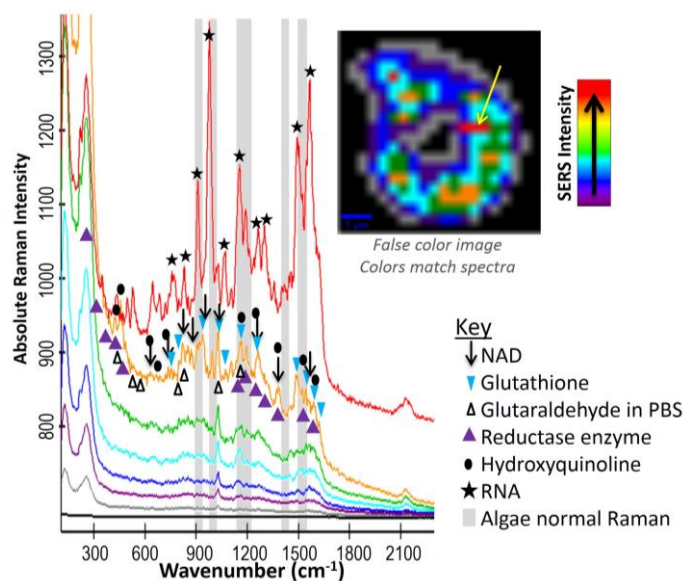 Absolute Raman Intensity
1300
1200
1100
1000
900
800
300
600
900
1200
1500
1800
2100
Wavenumber (cm⁻¹)
False color image
Colors match spectra
SERS Intensity
Key
NAD
Glutathione
Glutaraldehyde in PBS
Reductase enzyme
Hydroxyquinoline
RNA
Algae normal Raman